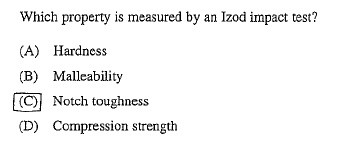 Which property is measured by an Izod impact test?
(A) Hardness
(B) Malleability
(C) Notch toughness
(D) Compression strength